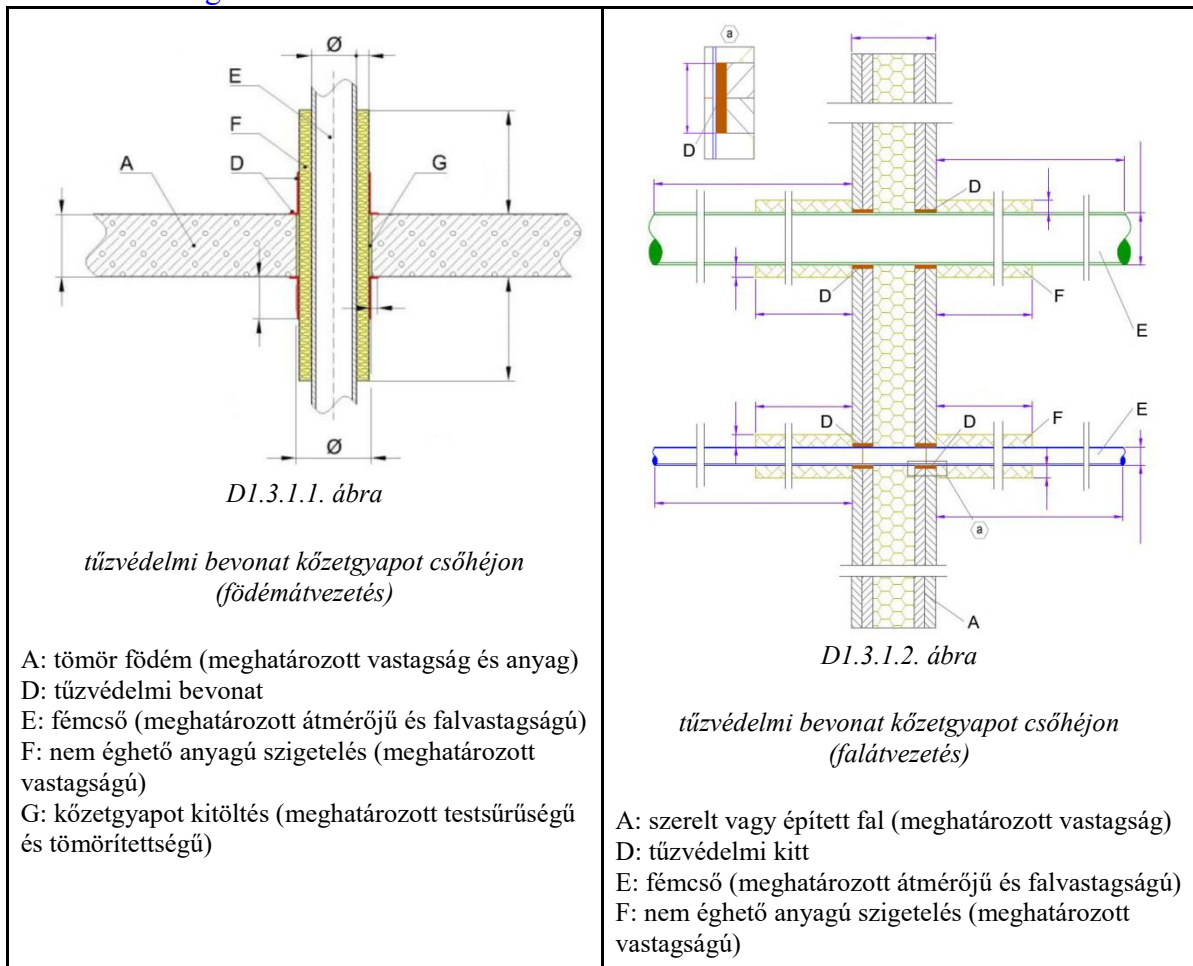 Ø
E
F
A
D
G
Ø
D1.3.1.1. ábra
tűzvédelmi bevonat kőzetgyapot csőhéjon
(födémátvezetés)
A: tömör födém (meghatározott vastagság és anyag)
D: tűzvédelmi bevonat
E: fémcső (meghatározott átmérőjű és falvastagságú)
F: nem éghető anyagú szigetelés (meghatározott
vastagságú)
G: kőzetgyapot kitöltés (meghatározott testsűrűségű
és tömörítettségű)
a
D
D
D
F
E
D
D
F
E
a
A
D1.3.1.2. ábra
tűzvédelmi bevonat kőzetgyapot csőhéjon
(falátvezetés)
A: szerelt vagy épített fal (meghatározott vastagság)
D: tűzvédelmi kitt
E: fémcső (meghatározott átmérőjű és falvastagságú)
F: nem éghető anyagú szigetelés (meghatározott
vastagságú)